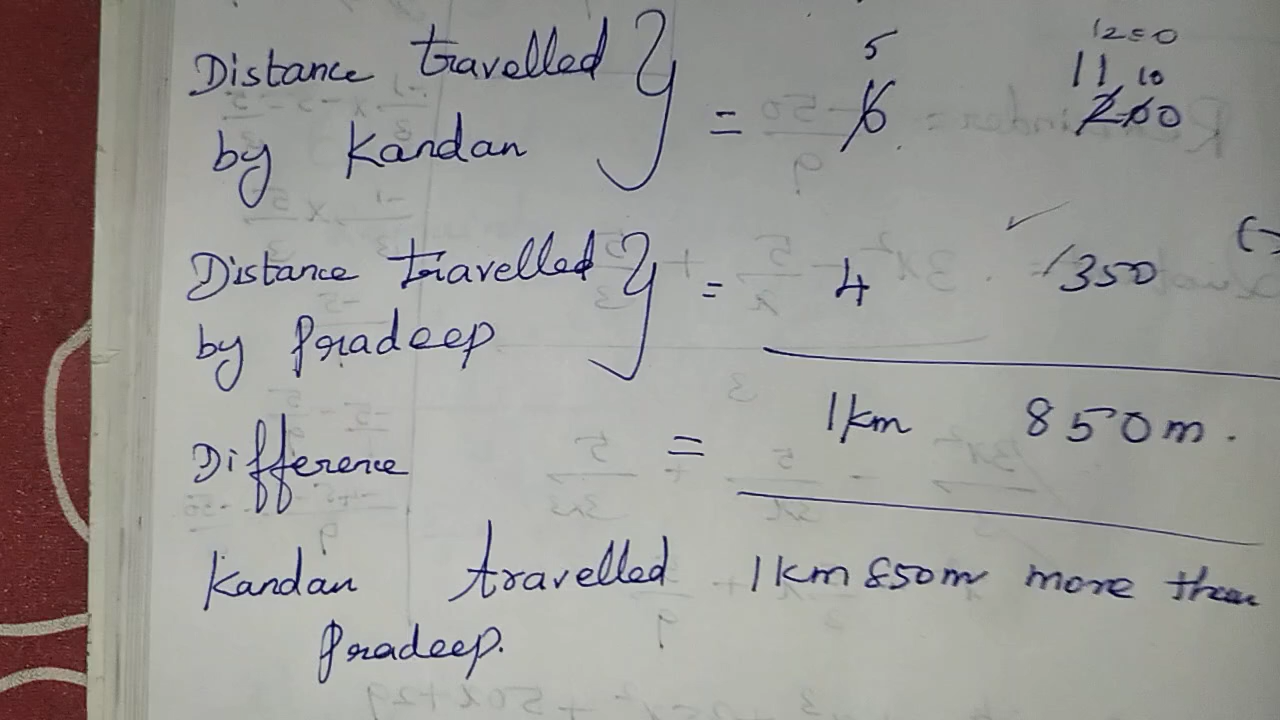 5 1250
Distance travelled 11 10
by Kandan = 6 200
Distance travelled
by Pradeep = 4 350 (-)
1km 850m.
Difference =
Kandan travelled 1km 850m more than
Pradeep.